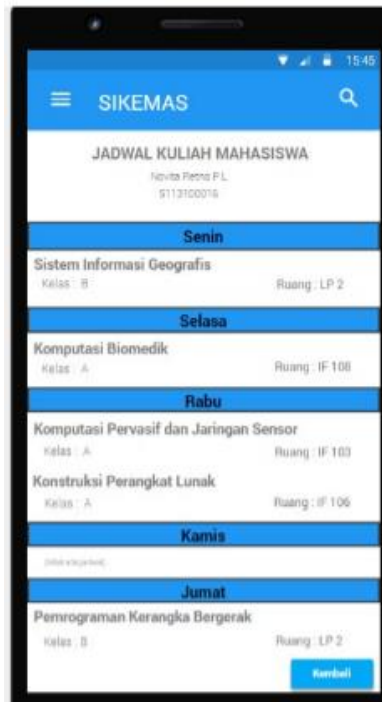 15:45
SIKEMAS
JADWAL KULIAH MAHASISWA
Novita Retno P L
5113100016
Senin
Sistem Informasi Geografis
Kelas : B Ruang : LP 2
Selasa
Komputasi Biomedik
Kelas : A Ruang : IF 108
Rabu
Komputasi Pervasif dan Jaringan Sensor
Kelas : A Ruang : IF 103
Konstruksi Perangkat Lunak
Kelas : A Ruang : IF 106
Kamis
Jumat
Pemrograman Kerangka Bergerak
Kelas : B Ruang : LP 2
Kembali